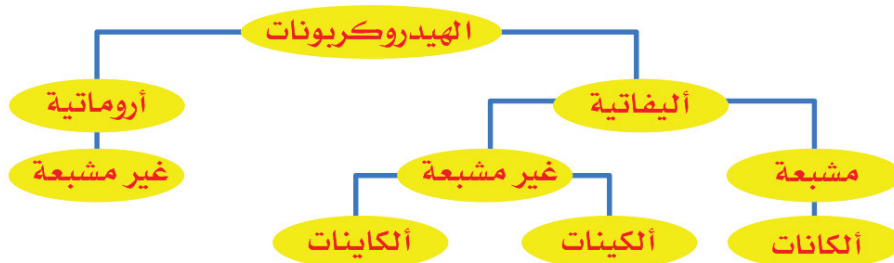 الهيدروكربونات
أليفاتية
أروماتية
مشبعة
غير مشبعة
غير مشبعة
ألكانات
ألكينات
ألكاينات